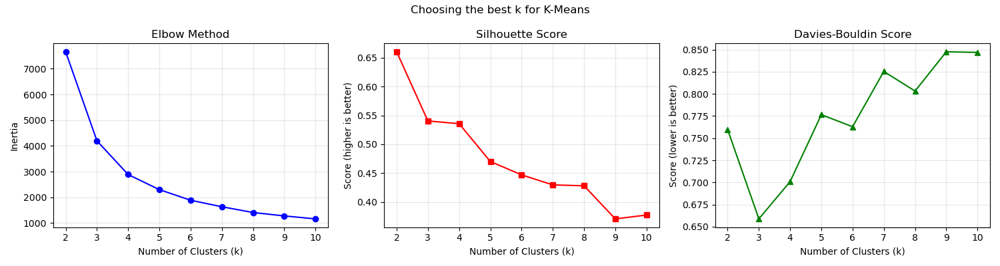 Choosing the best k for K-Means
Elbow Method
Inertia
7000
6000
5000
4000
3000
2000
1000
2 3 4 5 6 7 8 9 10
Number of Clusters (k)
Silhouette Score
Score (higher is better)
0.65
0.60
0.55
0.50
0.45
0.40
2 3 4 5 6 7 8 9 10
Number of Clusters (k)
Davies-Bouldin Score
Score (lower is better)
0.850
0.825
0.800
0.775
0.750
0.725
0.700
0.675
0.650
2 3 4 5 6 7 8 9 10
Number of Clusters (k)